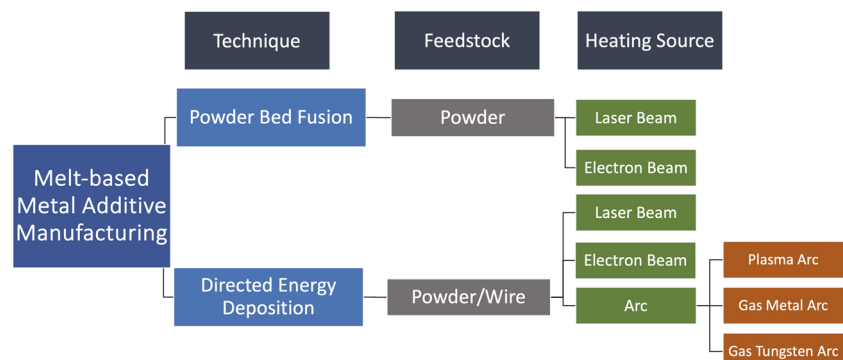 Technique
Feedstock
Heating Source
Melt-based
Metal Additive
Manufacturing
Powder Bed Fusion
Powder
Laser Beam
Electron Beam
Directed Energy
Deposition
Powder/Wire
Laser Beam
Electron Beam
Arc
Plasma Arc
Gas Metal Arc
Gas Tungsten Arc